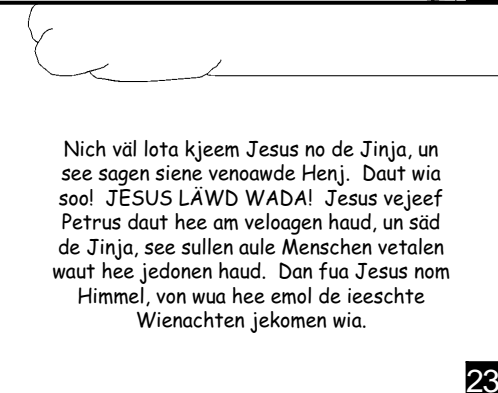 Nich väl lota kjeem Jesus no de Jinja, un
see sagen siene venoawde Henj. Daut wia
soo! JESUS LÄWD WADA! Jesus vejeef
Petrus daut hee am veloagen haud, un säd
de Jinja, see sullen aule Menschen vetalen
waut hee jedonen haud. Dan fua Jesus nom
Himmel, von wua hee emol de ieeschte
Wienachten jekomen wia.
23